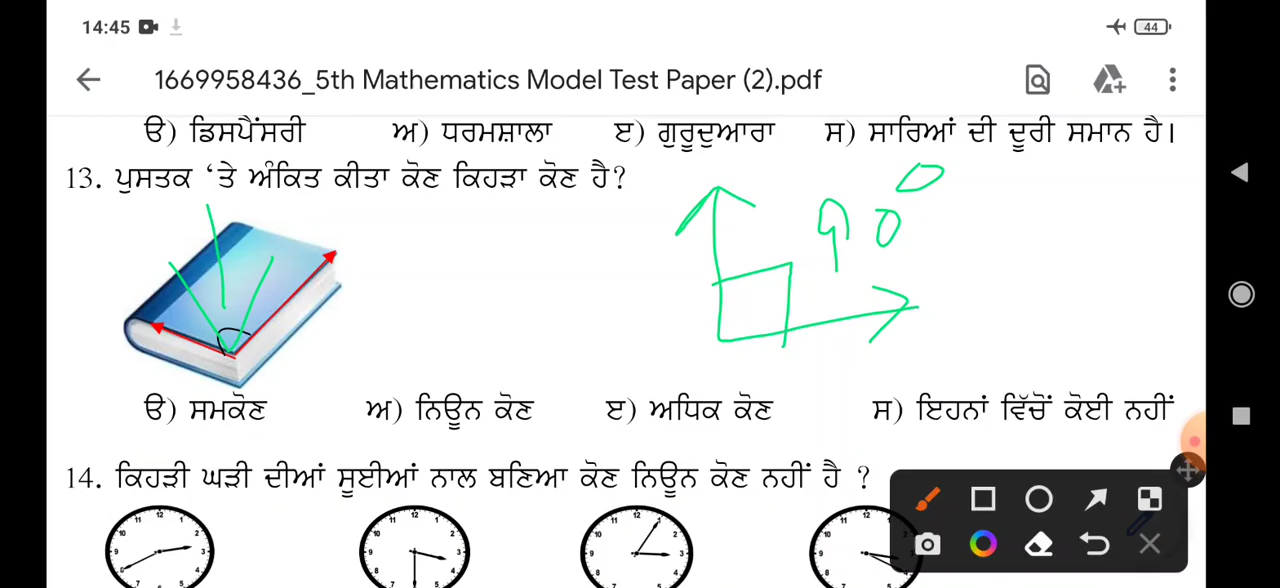 14:45 44
1669958436_5th Mathematics Model Test Paper (2).pdf
ੳ) ਡਿਸਪੈਂਸਰੀ ਅ) ਧਰਮਸ਼ਾਲਾ ੲ) ਗੁਰੂਦੁਆਰਾ ਸ) ਸਾਰਿਆਂ ਦੀ ਦੂਰੀ ਸਮਾਨ ਹੈ।
13. ਪੁਸਤਕ ‘ਤੇ ਅੰਕਿਤ ਕੀਤਾ ਕੋਣ ਕਿਹੜਾ ਕੋਣ ਹੈ?
90°
ੳ) ਸਮਕੋਣ ਅ) ਨਿਊਨ ਕੋਣ ੲ) ਅਧਿਕ ਕੋਣ ਸ) ਇਹਨਾਂ ਵਿੱਚੋਂ ਕੋਈ ਨਹੀਂ
14. ਕਿਹੜੀ ਘੜੀ ਦੀਆਂ ਸੂਈਆਂ ਨਾਲ ਬਣਿਆ ਕੋਣ ਨਿਊਨ ਕੋਣ ਨਹੀਂ ਹੈ ?